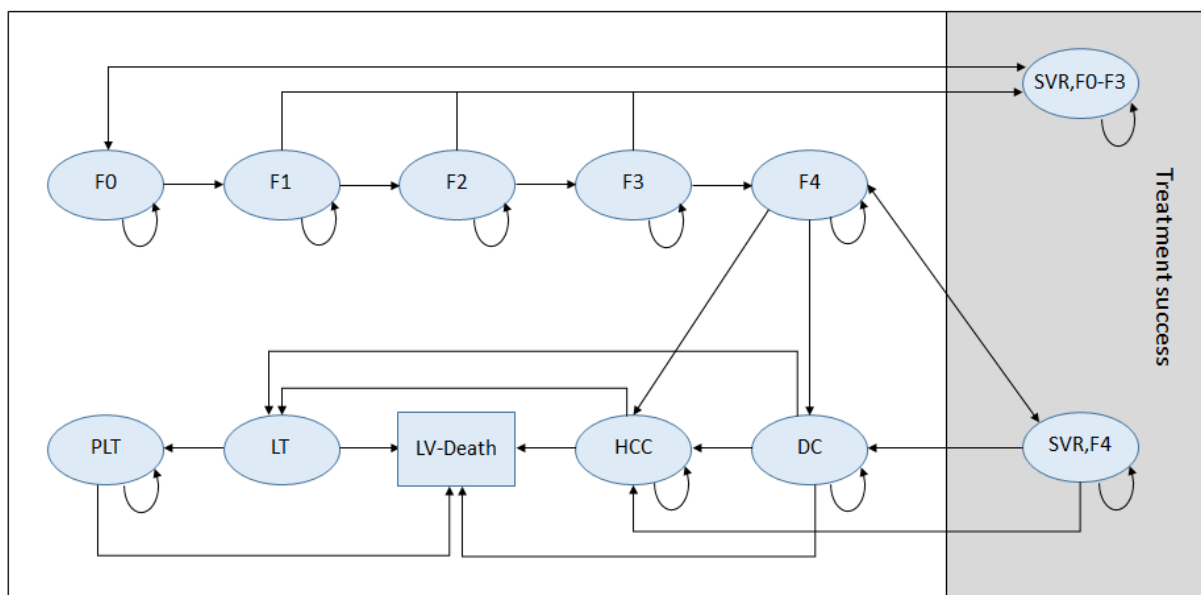 SVR,F0-F3
F0
F1
F2
F3
F4
Treatment success
PLT
LT
LV-Death
HCC
DC
SVR,F4